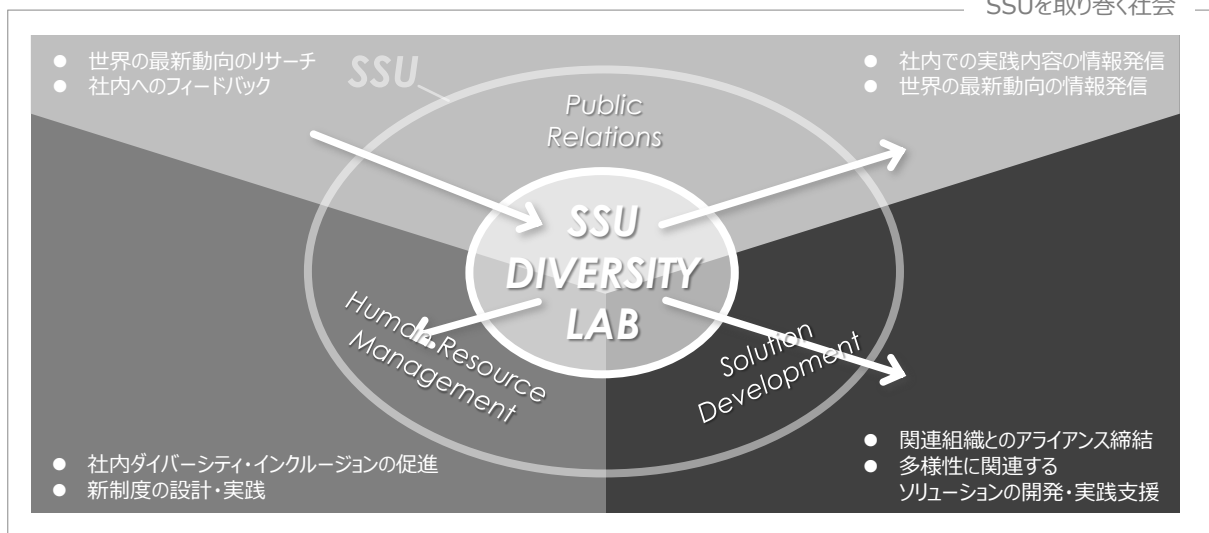 SSUを取り巻く社会
● 世界の最新動向のリサーチ
● 社内へのフィードバック
SSU
● 社内での実践内容の情報発信
● 世界の最新動向の情報発信
Public
Relations
SSU
DIVERSITY
LAB
Human Resource
Management
Solution
Development
● 社内ダイバーシティ・インクルージョンの促進
● 新制度の設計・実践
● 関連組織とのアライアンス締結
● 多様性に関連する
ソリューションの開発・実践支援